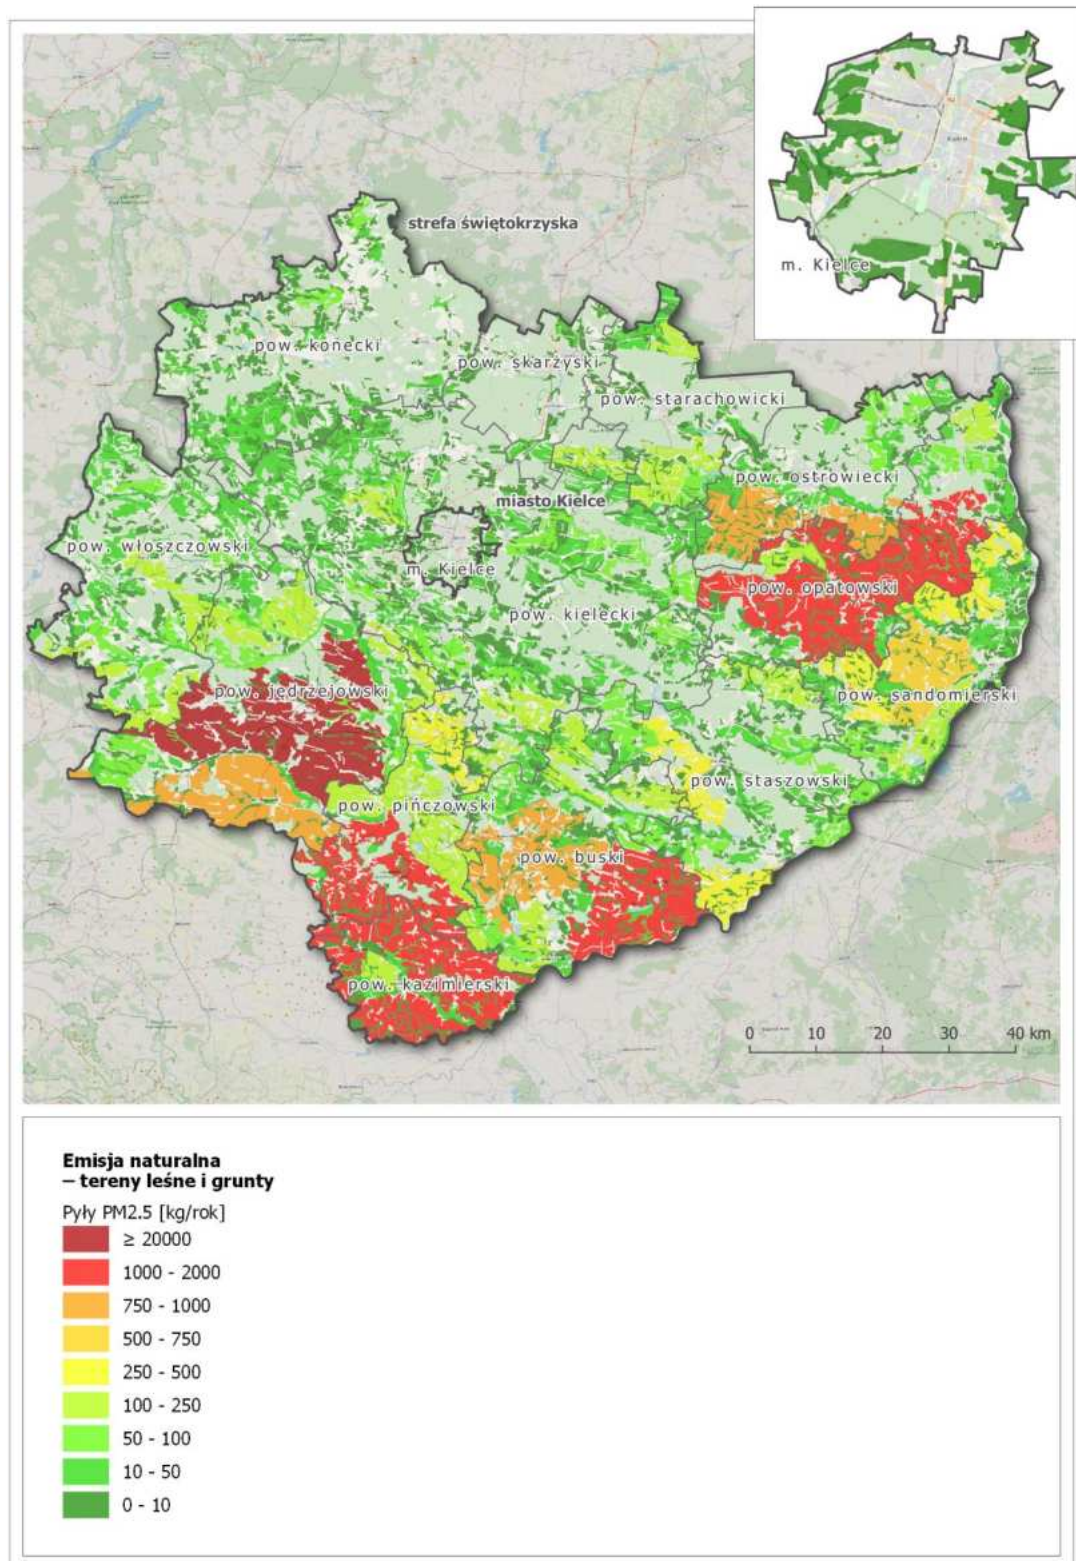 m. Kielce
strefa świętokrzyska
pow. konecki
pow. skarżyski
pow. starachowicki
pow. ostrowiecki
miasto Kielce
pow. włoszczowski
m. Kielce
pow. opatowski
pow. kielecki
pow. jędrzejowski
pow. sandomierski
pow. staszowski
pow. pińczowski
pow. buski
pow. kazimierski
0 10 20 30 40 km
Emisja naturalna
– tereny leśne i grunty
Pyły PM2.5 [kg/rok]
≥ 20000
1000 - 2000
750 - 1000
500 - 750
250 - 500
100 - 250
50 - 100
10 - 50
0 - 10